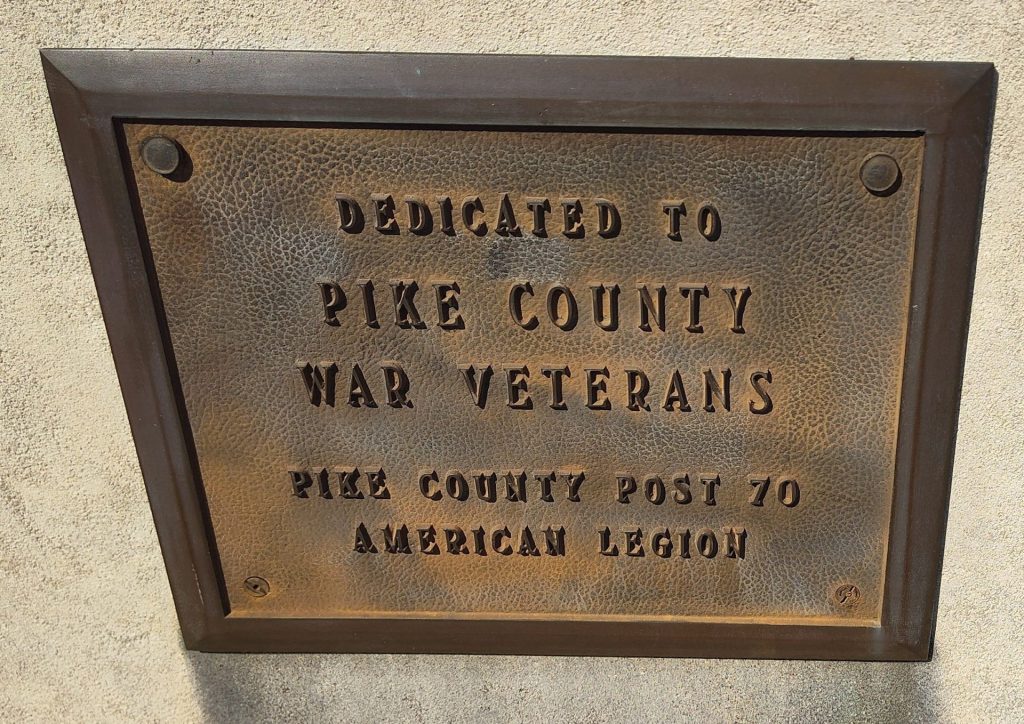 DEDICATED TO
PIKE COUNTY
WAR VETERANS
PIKE COUNTY POST 70
AMERICAN LEGION